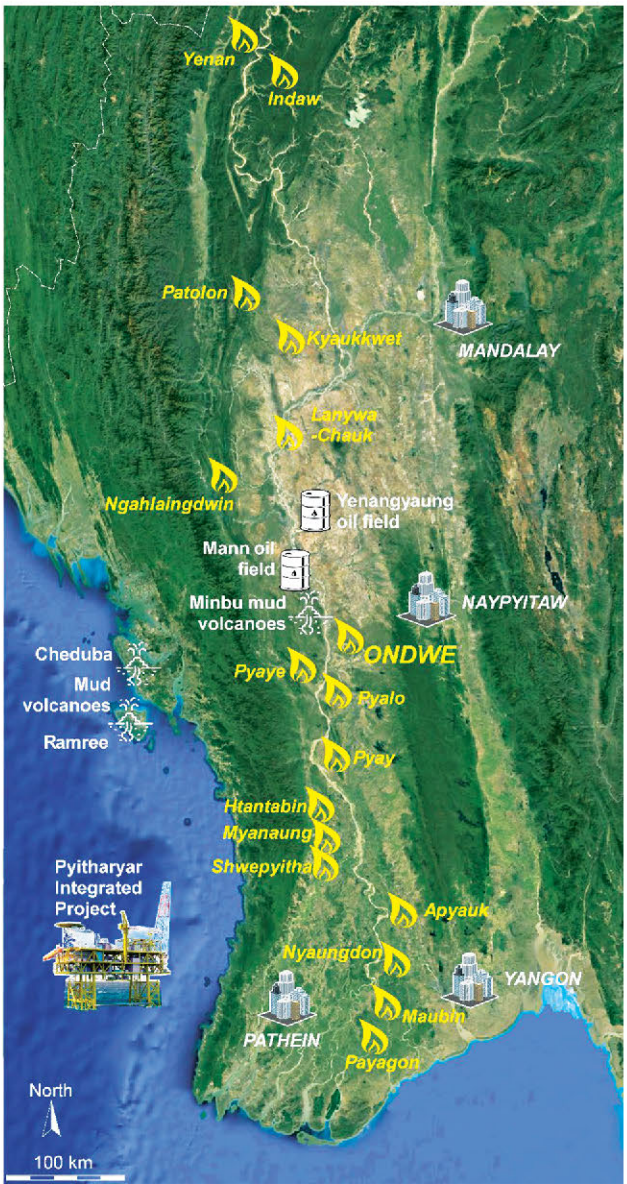 Yenan
Indaw
Patolon
Kyaukkwet
MANDALAY
Lanywa
-Chauk
Ngahlaingdwin
Yenangyaung
oil field
Mann oil
field
Minbu mud
volcanoes
NAYPYITAW
ONDWE
Cheduba
Mud
volcanoes
Ramree
Pyaye
Pyalo
Pyay
Htantabin
Myanaung
Shwepyitha
Pyitharyar
Integrated
Project
Apyauk
Nyaungdon
YANGON
Maubin
PATHEIN
Payagon
North
100 km